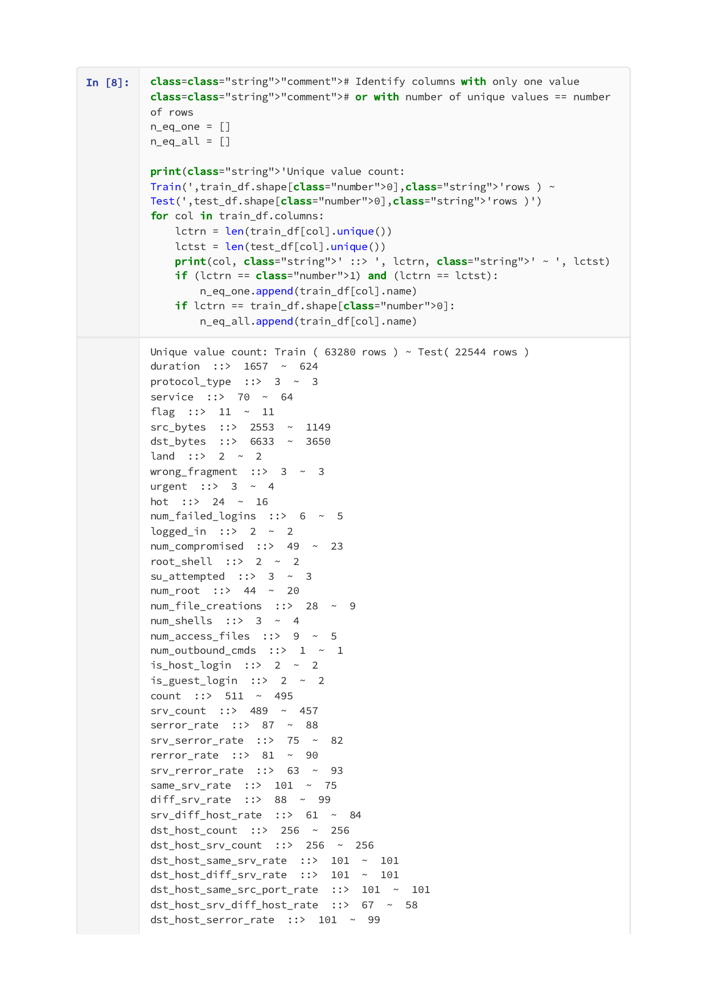 In [8]:
class=class="string">"comment"># Identify columns with only one value
class=class="string">"comment"># or with number of unique values == number
of rows
n_eq_one = []
n_eq_all = []

print(class="string">'Unique value count:
Train(',train_df.shape[class="number">0],class="string">'rows ) ~
Test(',test_df.shape[class="number">0],class="string">'rows )')
for col in train_df.columns:
    lctrn = len(train_df[col].unique())
    lctst = len(test_df[col].unique())
    print(col, class="string">' ::> ', lctrn, class="string">' ~ ', lctst)
    if (lctrn == class="number">1) and (lctrn == lctst):
        n_eq_one.append(train_df[col].name)
    if lctrn == train_df.shape[class="number">0]:
        n_eq_all.append(train_df[col].name)
Unique value count: Train ( 63280 rows ) ~ Test( 22544 rows )
duration  ::>  1657  ~  624
protocol_type  ::>  3  ~  3
service  ::>  70  ~  64
flag  ::>  11  ~  11
src_bytes  ::>  2553  ~  1149
dst_bytes  ::>  6633  ~  3650
land  ::>  2  ~  2
wrong_fragment  ::>  3  ~  3
urgent  ::>  3  ~  4
hot  ::>  24  ~  16
num_failed_logins  ::>  6  ~  5
logged_in  ::>  2  ~  2
num_compromised  ::>  49  ~  23
root_shell  ::>  2  ~  2
su_attempted  ::>  3  ~  3
num_root  ::>  44  ~  20
num_file_creations  ::>  28  ~  9
num_shells  ::>  3  ~  4
num_access_files  ::>  9  ~  5
num_outbound_cmds  ::>  1  ~  1
is_host_login  ::>  2  ~  2
is_guest_login  ::>  2  ~  2
count  ::>  511  ~  495
srv_count  ::>  489  ~  457
serror_rate  ::>  87  ~  88
srv_serror_rate  ::>  75  ~  82
rerror_rate  ::>  81  ~  90
srv_rerror_rate  ::>  63  ~  93
same_srv_rate  ::>  101  ~  75
diff_srv_rate  ::>  88  ~  99
srv_diff_host_rate  ::>  61  ~  84
dst_host_count  ::>  256  ~  256
dst_host_srv_count  ::>  256  ~  256
dst_host_same_srv_rate  ::>  101  ~  101
dst_host_diff_srv_rate  ::>  101  ~  101
dst_host_same_src_port_rate  ::>  101  ~  101
dst_host_srv_diff_host_rate  ::>  67  ~  58
dst_host_serror_rate  ::>  101  ~  99